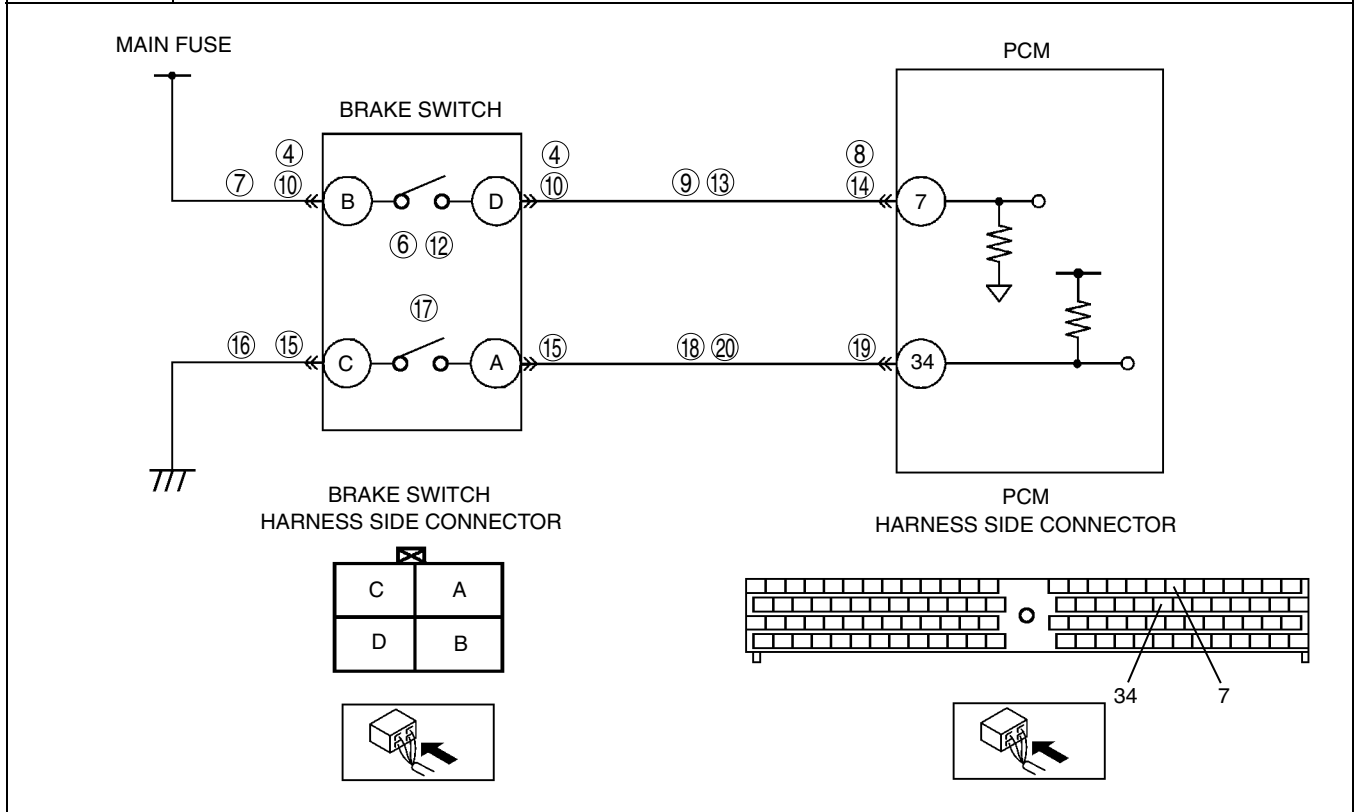 MAIN FUSE
PCM
BRAKE SWITCH
④ ④ ⑧
⑦ ⑩ ⑩ ⑨ ⑬ ⑭
B D 7
⑥ ⑫
⑰
⑯ ⑮ ⑮ ⑱ ⑳ ⑲
C A 34
BRAKE SWITCH
HARNESS SIDE CONNECTOR
PCM
HARNESS SIDE CONNECTOR
C A
D B
34 7